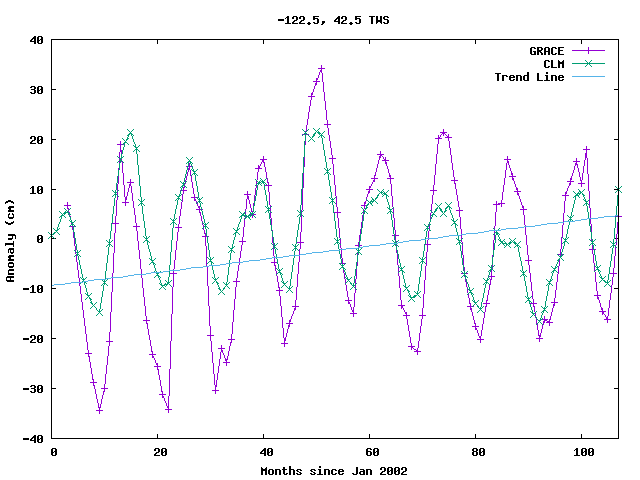 -122.5, 42.5 TWS
GRACE
CLM
Trend Line
Anomaly (cm)
40
30
20
10
0
-10
-20
-30
-40
0 20 40 60 80 100
Months since Jan 2002